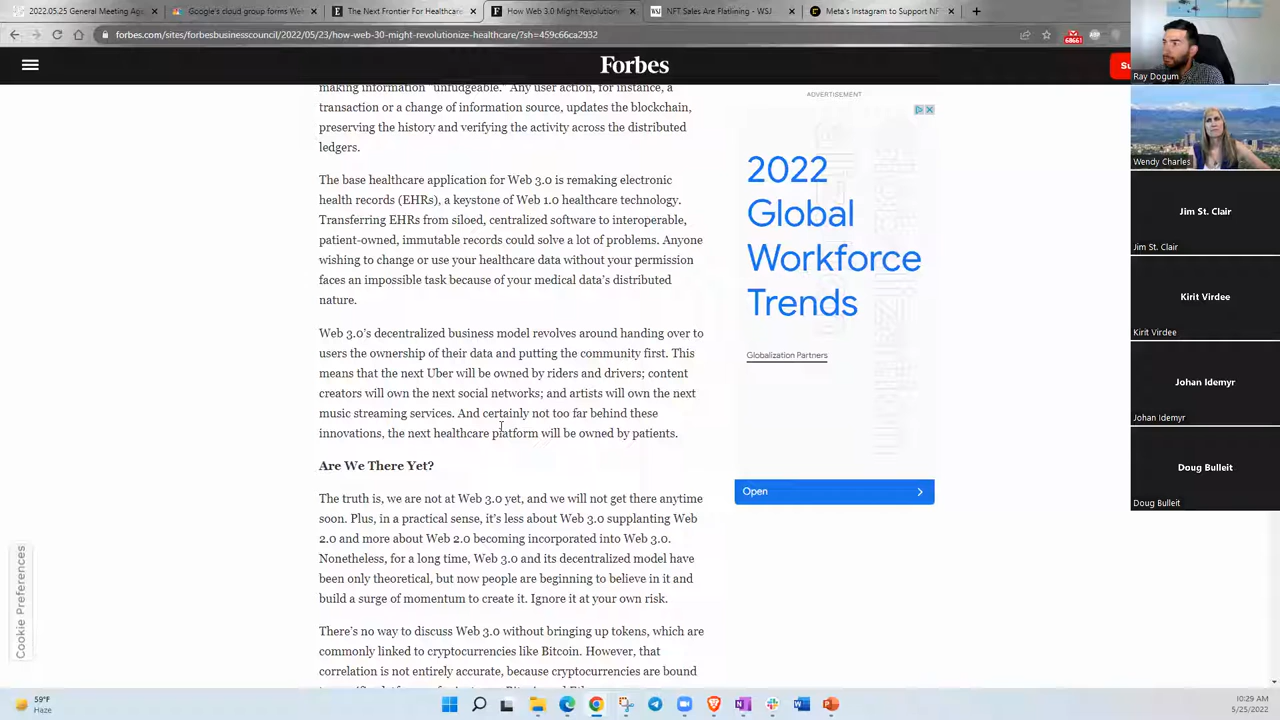 2022.05.25 General Meeting Age
Google's cloud group forms Web
The Next Frontier For Healthcare
How Web 3.0 Might Revolutionize
NFT Sales Are Flatlining - WSJ
Meta's Instagram to Support NF
forbes.com/sites/forbesbusinesscouncil/2022/05/23/how-web-30-might-revolutionize-healthcare/?sh=459c66ca2932
Forbes
making information "unfudgeable." Any user action, for instance, a
transaction or a change of information source, updates the blockchain,
preserving the history and verifying the activity across the distributed
ledgers.
The base healthcare application for Web 3.0 is remaking electronic
health records (EHRs), a keystone of Web 1.0 healthcare technology.
Transferring EHRs from siloed, centralized software to interoperable,
patient-owned, immutable records could solve a lot of problems. Anyone
wishing to change or use your healthcare data without your permission
faces an impossible task because of your medical data's distributed
nature.
Web 3.0's decentralized business model revolves around handing over to
users the ownership of their data and putting the community first. This
means that the next Uber will be owned by riders and drivers; content
creators will own the next social networks; and artists will own the next
music streaming services. And certainly not too far behind these
innovations, the next healthcare platform will be owned by patients.
Are We There Yet?
The truth is, we are not at Web 3.0 yet, and we will not get there anytime
soon. Plus, in a practical sense, it's less about Web 3.0 supplanting Web
2.0 and more about Web 2.0 becoming incorporated into Web 3.0.
Nonetheless, for a long time, Web 3.0 and its decentralized model have
been only theoretical, but now people are beginning to believe in it and
build a surge of momentum to create it. Ignore it at your own risk.
There's no way to discuss Web 3.0 without bringing up tokens, which are
commonly linked to cryptocurrencies like Bitcoin. However, that
correlation is not entirely accurate, because cryptocurrencies are bound
ADVERTISEMENT
2022
Global
Workforce
Trends
Globalization Partners
Open
Cookie Preferences
Ray Dogum
Wendy Charles
Jim St. Clair
Jim St. Clair
Kirit Virdee
Kirit Virdee
Johan Idemyr
Johan Idemyr
Doug Bulleit
Doug Bulleit
59°F
Haze
10:29 AM
5/25/2022